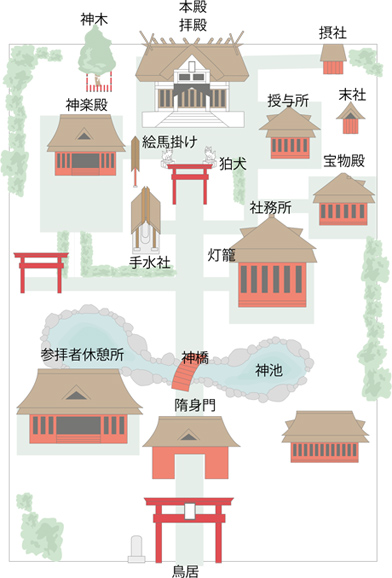 本殿
拝殿
神木
摂社
神楽殿
授与所
末社
絵馬掛け
狛犬
宝物殿
社務所
手水社
灯籠
参拝者休憩所
神橋
神池
隋身門
鳥居